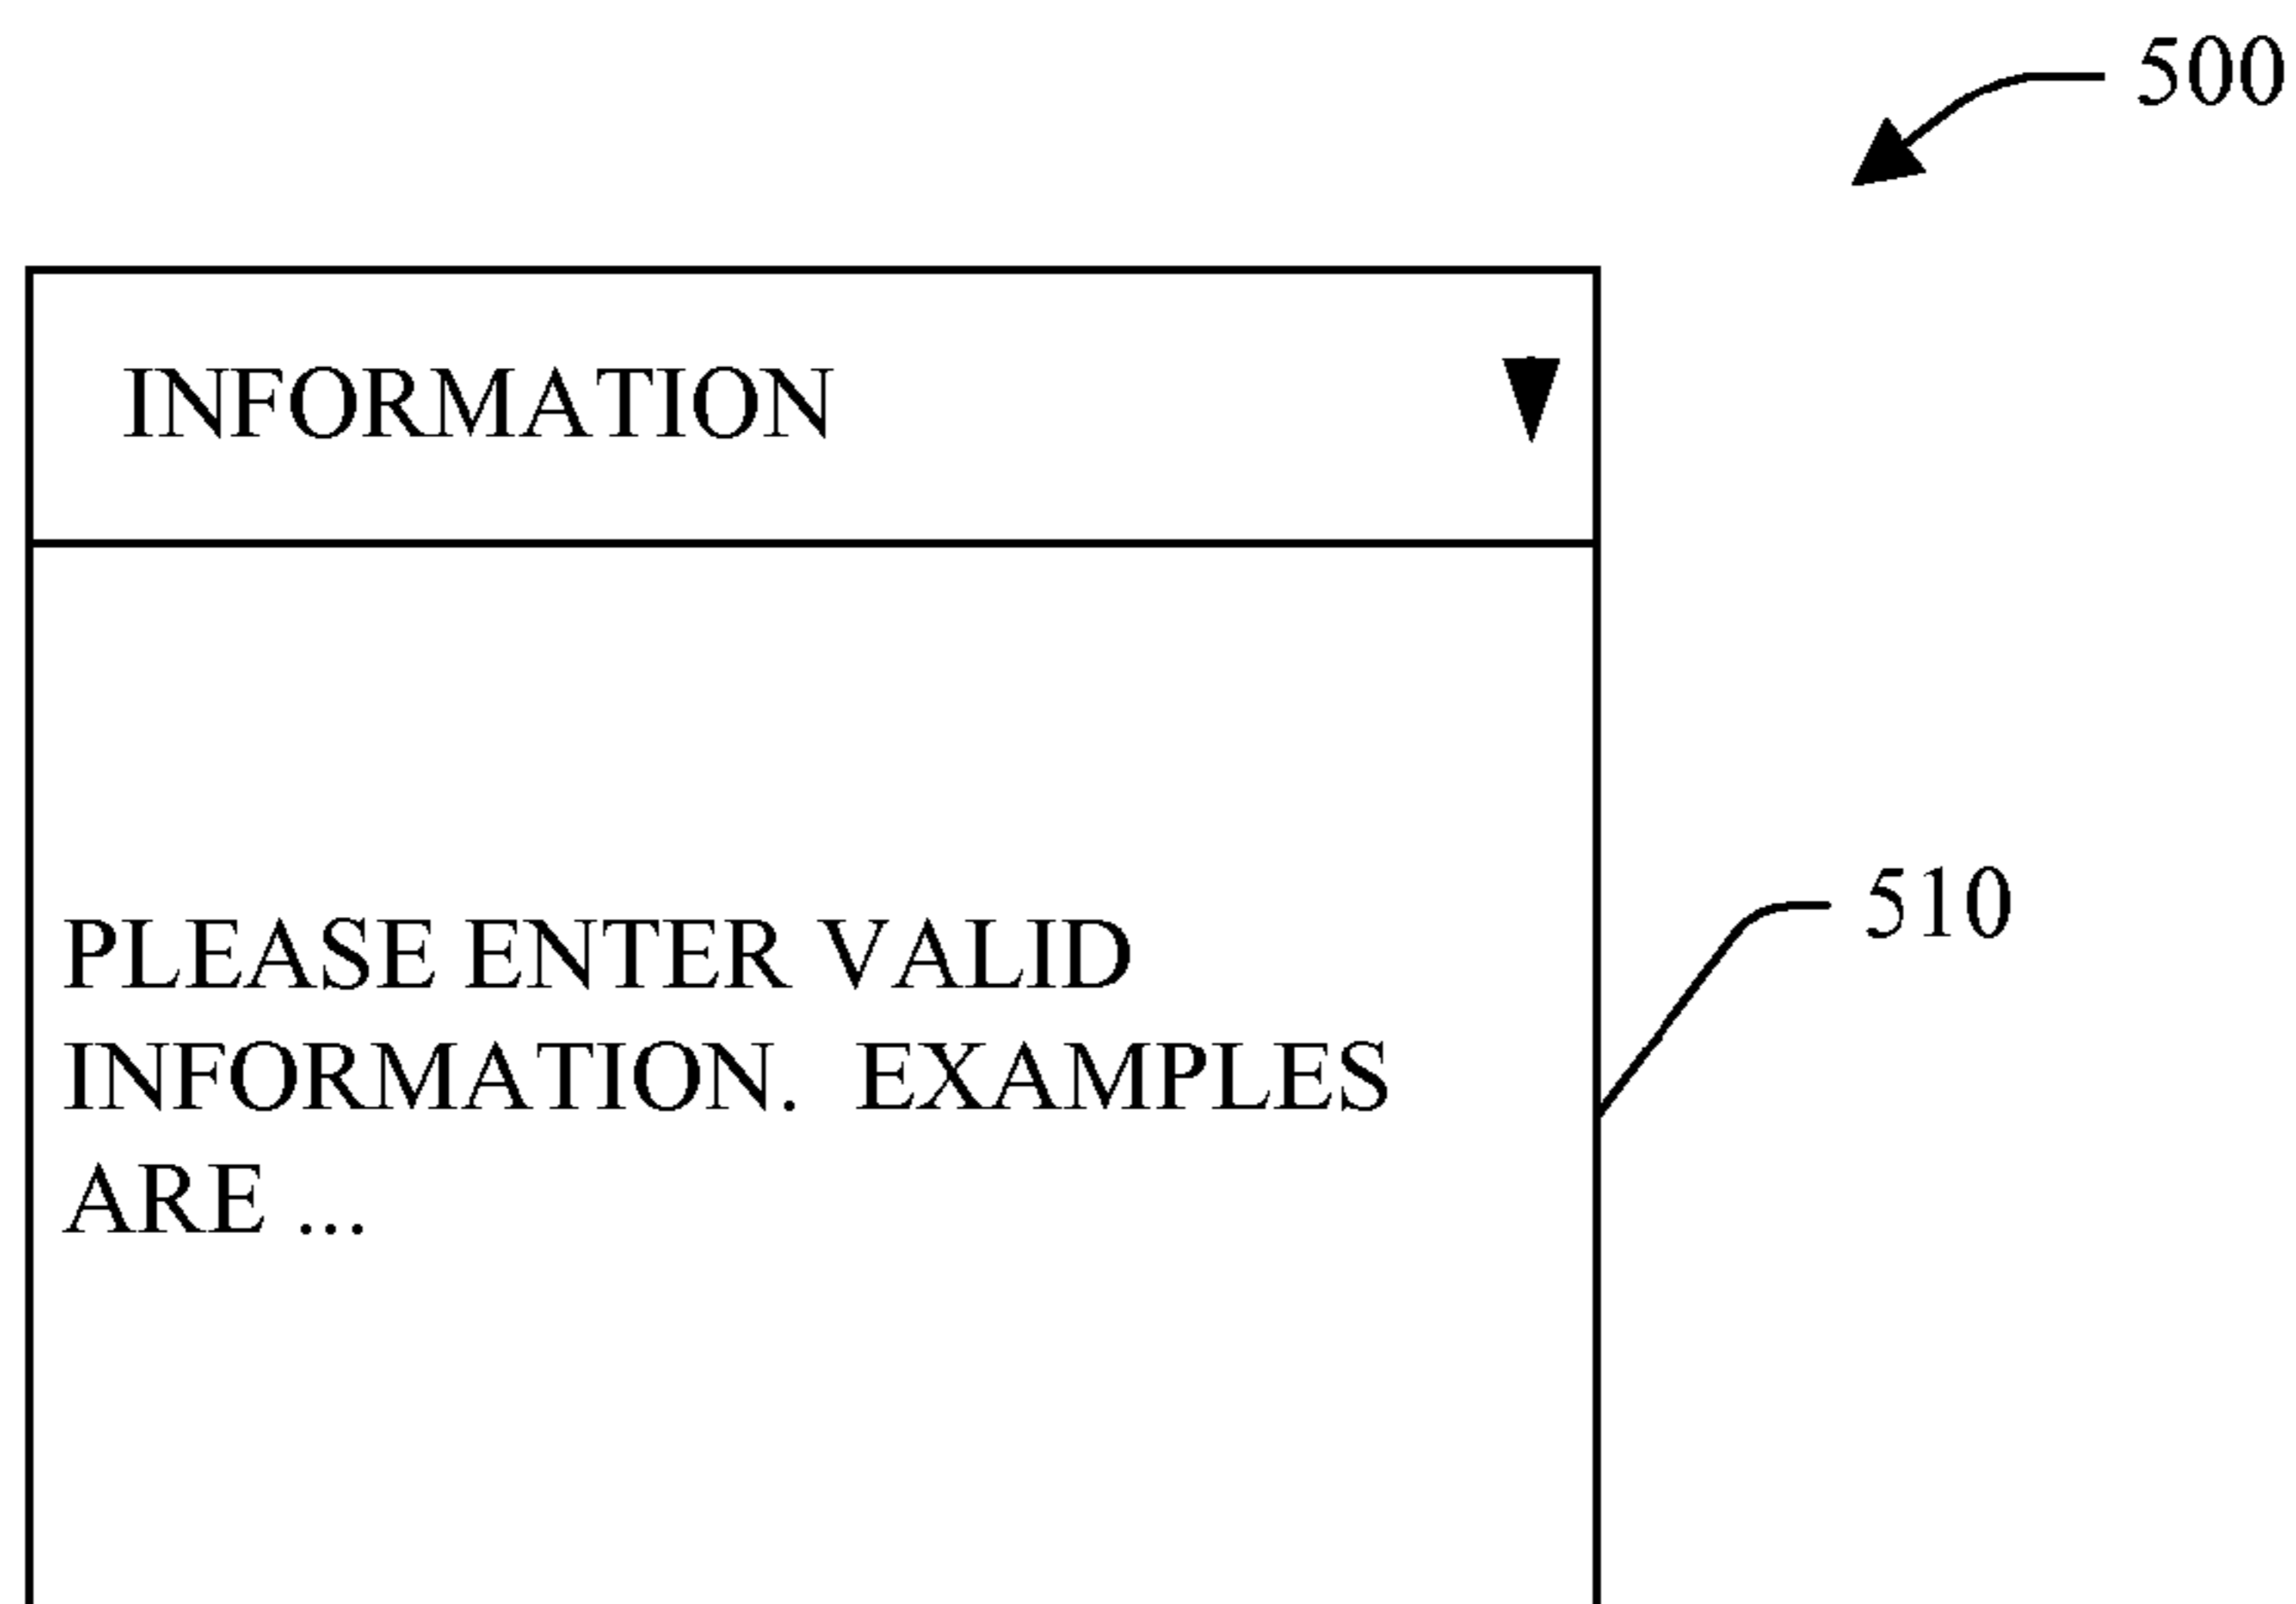 500
INFORMATION
PLEASE ENTER VALID
INFORMATION.  EXAMPLES
ARE ...
510